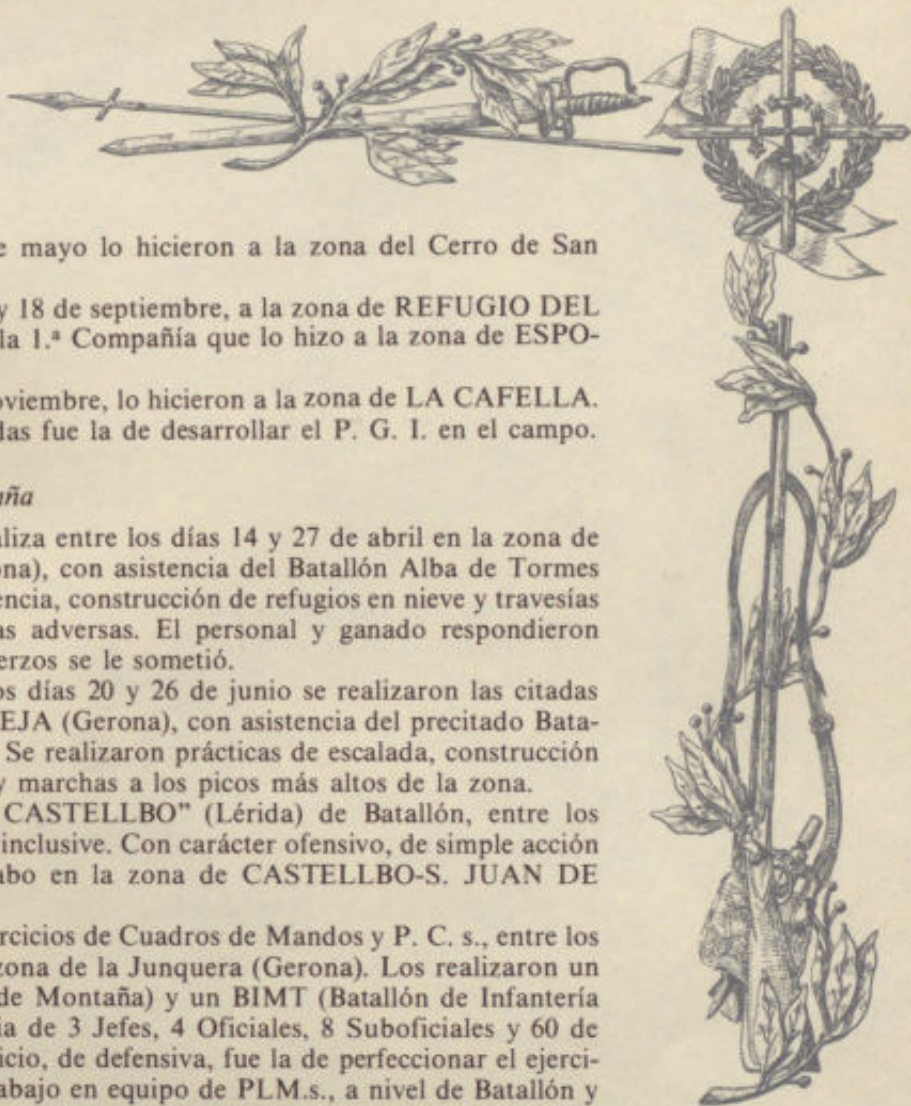 e mayo lo hicieron a la zona del Cerro de San
y 18 de septiembre, a la zona de REFUGIO DEL
la 1.ª Compañía que lo hizo a la zona de ESPO-
oviembre, lo hicieron a la zona de LA CAFELLA.
das fue la de desarrollar el P. G. I. en el campo.
aña
aliza entre los días 14 y 27 de abril en la zona de
ona), con asistencia del Batallón Alba de Tormes
encia, construcción de refugios en nieve y travesías
as adversas. El personal y ganado respondieron
erzos se le sometió.
os días 20 y 26 de junio se realizaron las citadas
EJA (Gerona), con asistencia del precitado Bata-
Se realizaron prácticas de escalada, construcción
y marchas a los picos más altos de la zona.
CASTELLBO” (Lérida) de Batallón, entre los
inclusive. Con carácter ofensivo, de simple acción
abo en la zona de CASTELLBO-S. JUAN DE
rcicios de Cuadros de Mandos y P. C. s., entre los
zona de la Junquera (Gerona). Los realizaron un
de Montaña) y un BIMT (Batallón de Infantería
ia de 3 Jefes, 4 Oficiales, 8 Suboficiales y 60 de
icio, de defensiva, fue la de perfeccionar el ejerci-
abajo en equipo de PLM.s., a nivel de Batallón y